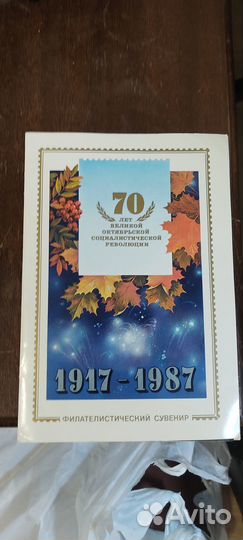 70
ЛЕТ
ВЕЛИКОЙ
ОКТЯБРЬСКОЙ
СОЦИАЛИСТИЧЕСКОЙ
РЕВОЛЮЦИИ
1917-1987
ФИЛАТЕЛИСТИЧЕСКИЙ СУВЕНИР
Avito